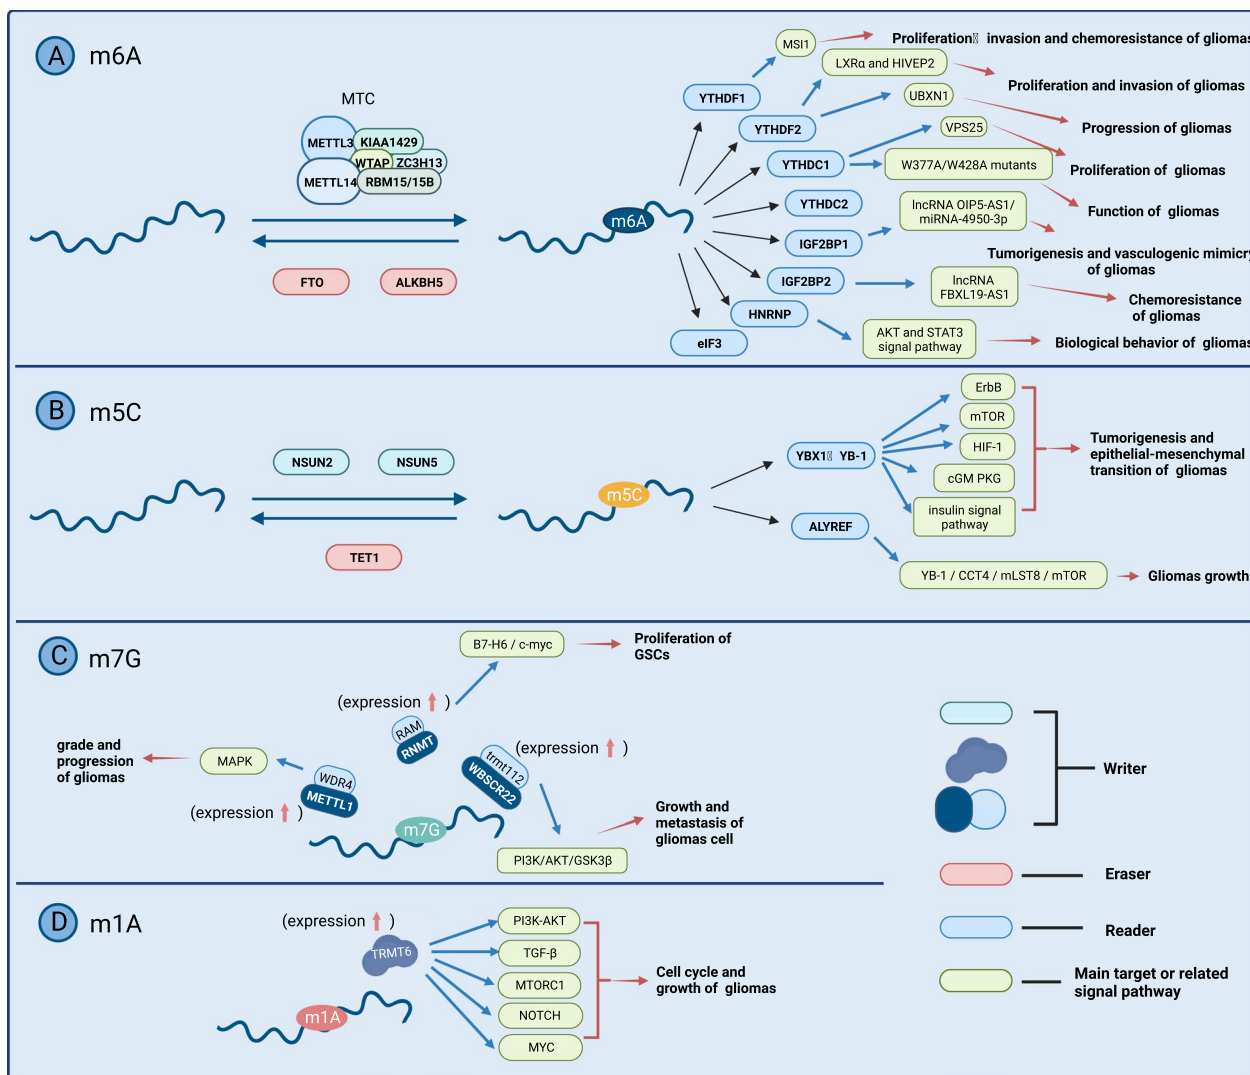 A m6A
MTC
METTL3
KIAA1429
WTAP
ZC3H13
METTL14
RBM15/15B
FTO
ALKBH5
m6A
YTHDF1
YTHDF2
YTHDC1
YTHDC2
IGF2BP1
IGF2BP2
HNRNP
eIF3
MSI1
LXRα and HIVEP2
UBXN1
VPS25
W377A/W428A mutants
lncRNA OIP5-AS1/
miRNA-4950-3p
lncRNA
FBXL19-AS1
AKT and STAT3
signal pathway
Proliferation invasion and chemoresistance of gliomas
Proliferation and invasion of gliomas
Progression of gliomas
Proliferation of gliomas
Function of gliomas
Tumorigenesis and vasculogenic mimicry
of gliomas
Chemoresistance
of gliomas
Biological behavior of gliomas
B m5C
NSUN2
NSUN5
TET1
m5C
YBX1 YB-1
ALYREF
ErbB
mTOR
HIF-1
cGM PKG
insulin signal
pathway
YB-1 / CCT4 / mLST8 / mTOR
Tumorigenesis and
epithelial-mesenchymal
transition of gliomas
Gliomas growth
C m7G
B7-H6 / c-myc
Proliferation of
GSCs
(expression )
RAM
RNMT
grade and
progression
of gliomas
MAPK
WDR4
METTL1
(expression )
trmt112
WBSCR22
(expression )
m7G
PI3K/AKT/GSK3β
Growth and
metastasis of
gliomas cell
D m1A
(expression )
TRMT6
m1A
PI3K-AKT
TGF-β
MTORC1
NOTCH
MYC
Cell cycle and
growth of gliomas
Writer
Eraser
Reader
Main target or related
signal pathway